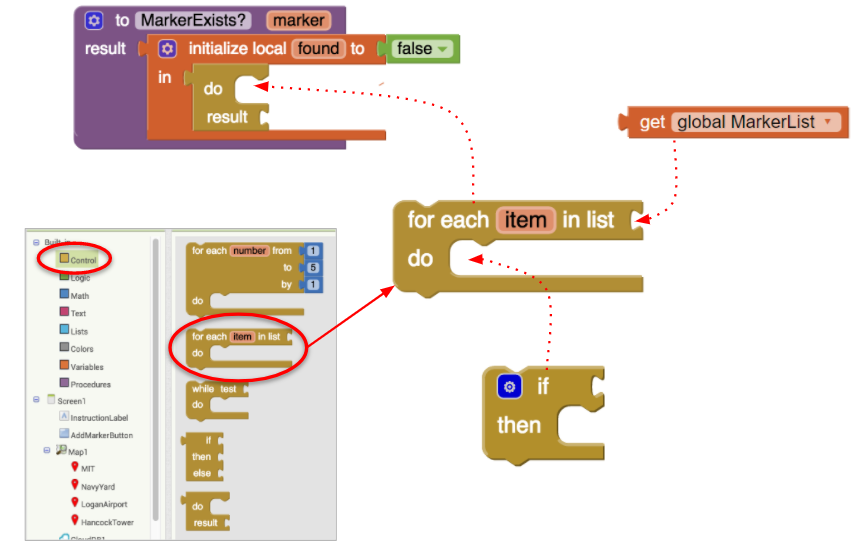 to MarkerExists? marker
result initialize local found to false
in do
result
get global MarkerList
for each item in list
do
if
then
Built-in
Control
Logic
Math
Text
Lists
Colors
Variables
Procedures
Screen1
InstructionLabel
AddMarkerButton
Map1
MIT
NavyYard
LoganAirport
HancockTower
CloudDB1
for each number from 1
to 5
by 1
do
for each item in list
do
while test
do
if
then
else
do
result